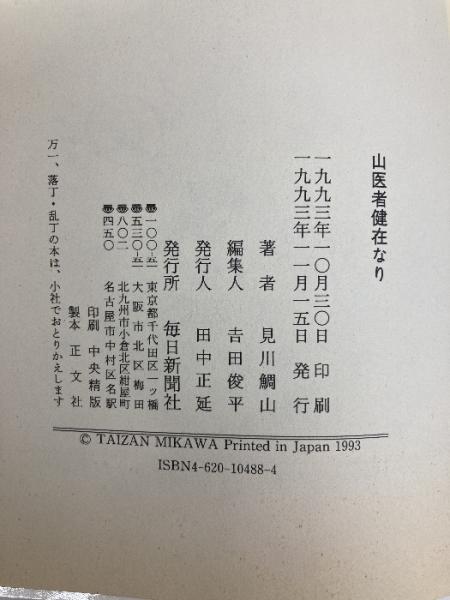 山医者健在なり
一九九三年一〇月三〇日　印刷
一九九三年一一月一五日　発行
著者　見川鯛山
編集人　吉田俊平
発行人　田中正延
発行所　毎日新聞社
〒一〇〇-五一　東京都千代田区一ッ橋
〒五三〇-五一　大阪市北区梅田
〒八〇二　北九州市小倉北区紺屋町
〒四五〇　名古屋市中村区名駅
印刷　中央精版
製本　正文社
万一、落丁・乱丁の本は、小社でおとりかえします
© TAIZAN MIKAWA Printed in Japan 1993
ISBN4-620-10488-4